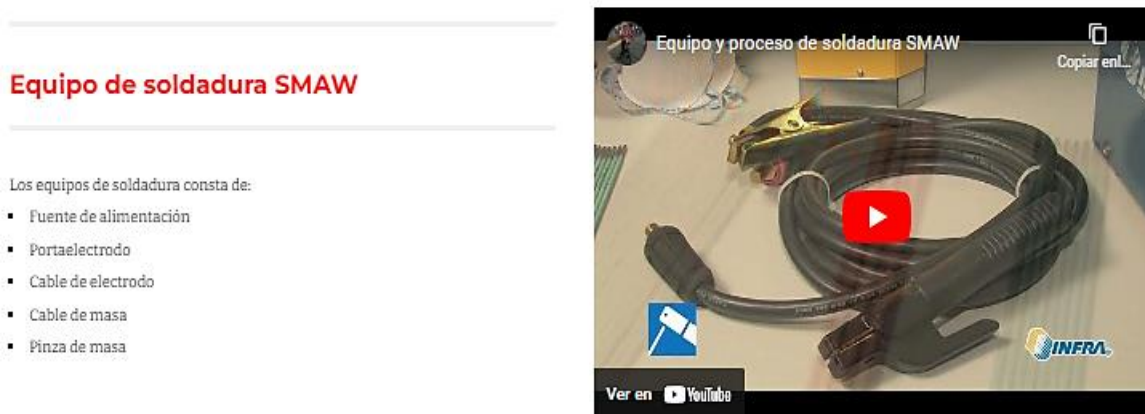 Equipo de soldadura SMAW
Los equipos de soldadura consta de:
▪ Fuente de alimentación
▪ Portaelectrodo
▪ Cable de electrodo
▪ Cable de masa
▪ Pinza de masa
Equipo y proceso de soldadura SMAW
Copiar enl...
INFRA
Ver en YouTube